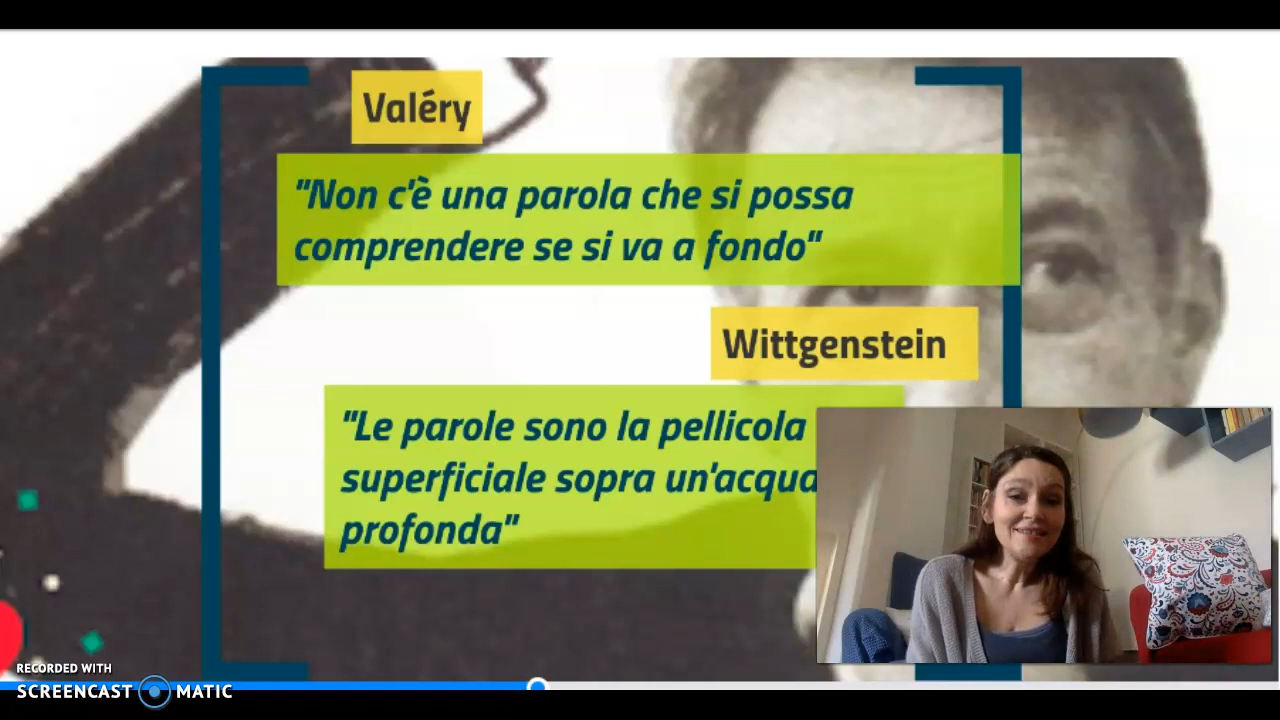 Valéry
"Non c'è una parola che si possa
comprendere se si va a fondo"
Wittgenstein
"Le parole sono la pellicola
superficiale sopra un'acqua
profonda"
RECORDED WITH
SCREENCAST MATIC